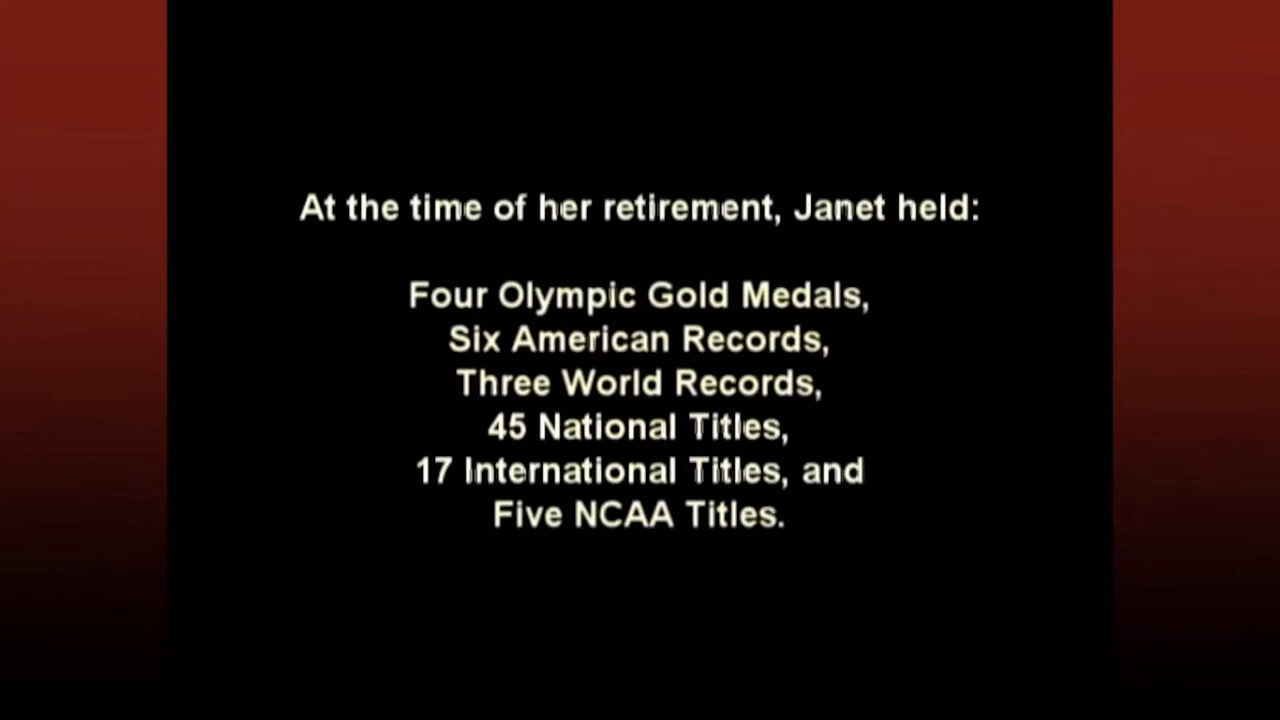 At the time of her retirement, Janet held:
Four Olympic Gold Medals,
Six American Records,
Three World Records,
45 National Titles,
17 International Titles, and
Five NCAA Titles.